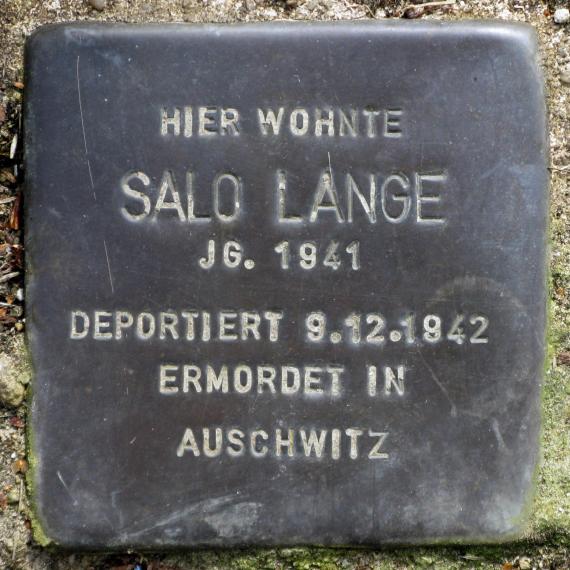 HIER WOHNTE
SALO LANGE
JG. 1941
DEPORTIERT 9.12.1942
ERMORDET IN
AUSCHWITZ